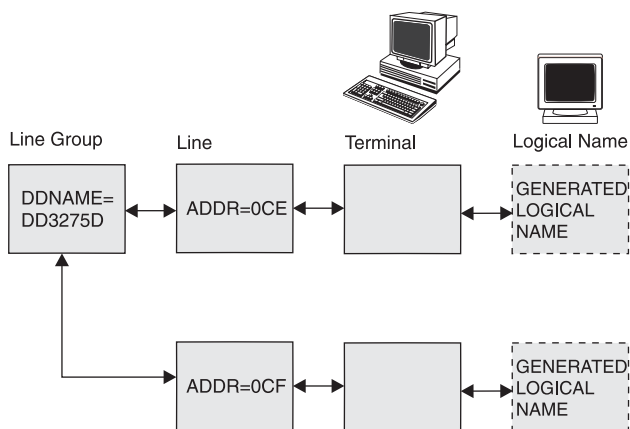 Line Group
Line
Terminal
Logical Name
DDNAME=
DD3275D
ADDR=0CE
GENERATED
LOGICAL
NAME
ADDR=0CF
GENERATED
LOGICAL
NAME